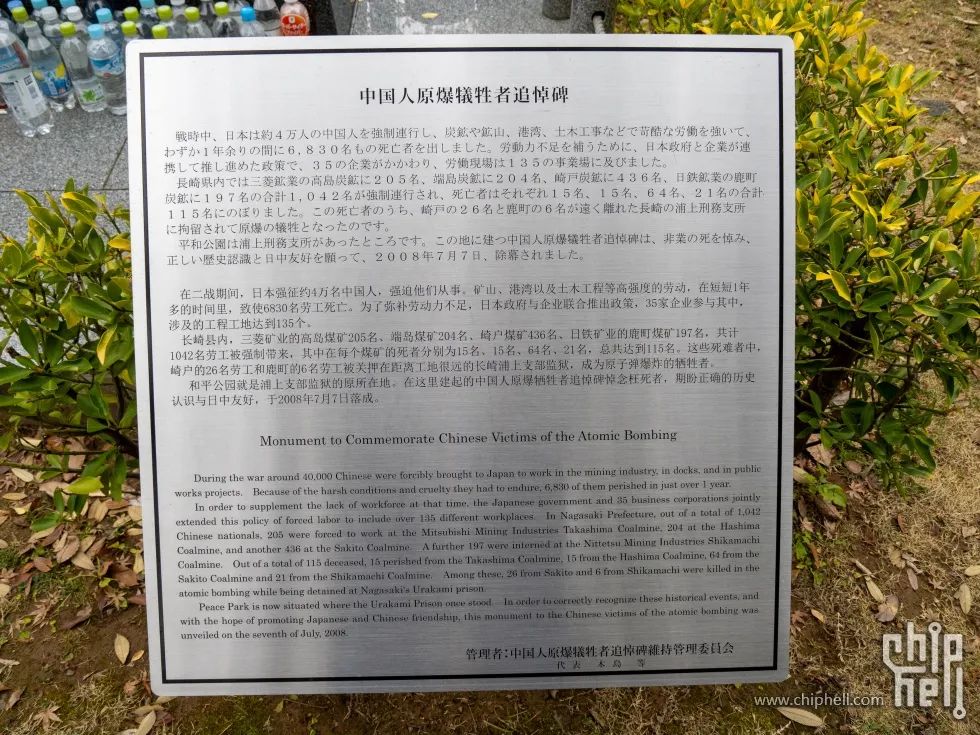 中国人原爆犠牲者追悼碑
戦時中、日本は約４万人の中国人を強制連行し、炭鉱や鉱山、港湾、土木工事などで苛酷な労働を強いて、
わずか１年余りの間に６,８３０名もの死亡者を出しました。労働力不足を補うために、日本政府と企業が連
携して推し進めた政策で、３５の企業がかかわり、労働現場は１３５の事業場に及びました。
長崎県内では三菱鉱業の高島炭鉱に２０５名、端島炭鉱に２０４名、崎戸炭鉱に４３６名、日鉄鉱業の鹿町
炭鉱に１９７名の合計１,０４２名が強制連行され、死亡者はそれぞれ１５名、１５名、６４名、２１名の合計
１１５名にのぼりました。この死亡者のうち、崎戸の２６名と鹿町の６名が遠く離れた長崎の浦上刑務支所
に拘留されて原爆の犠牲となったのです。
平和公園は浦上刑務支所があったところです。この地に建つ中国人原爆犠牲者追悼碑は、非業の死を悼み、
正しい歴史認識と日中友好を願って、２００８年７月７日、除幕されました。
在二战期间，日本强征约4万名中国人，强迫他们从事。矿山、港湾以及土木工程等高强度的劳动，在短短1年
多的时间里，致使6830名劳工死亡。为了弥补劳动力不足，日本政府与企业联合推出政策，35家企业参与其中，
涉及的工程工地达到135个。
长崎县内，三菱矿业的高岛煤矿205名、端岛煤矿204名、崎户煤矿436名、日铁矿业的鹿町煤矿197名，共计
1042名劳工被强制带来，其中在每个煤矿的死者分别为15名、15名、64名、21名，总共达到115名。这些死难者中，
崎户的26名劳工和鹿町的6名劳工被关押在距离工地很远的长崎浦上支部监狱，成为原子弹爆炸的牺牲者。
和平公园就是浦上支部监狱的原所在地。在这里建起的中国人原爆牺牲者追悼碑悼念枉死者，期盼正确的历史
认识与日中友好，于2008年7月7日落成。
Monument to Commemorate Chinese Victims of the Atomic Bombing
During the war around 40,000 Chinese were forcibly brought to Japan to work in the mining industry, in docks, and in public
works projects. Because of the harsh conditions and cruelty they had to endure, 6,830 of them perished in just over 1 year.
In order to supplement the lack of workforce at that time, the Japanese government and 35 business corporations jointly
extended this policy of forced labor to include over 135 different workplaces. In Nagasaki Prefecture, out of a total of 1,042
Chinese nationals, 205 were forced to work at the Mitsubishi Mining Industries Takashima Coalmine, 204 at the Hashima
Coalmine, and another 436 at the Sakito Coalmine. A further 197 were interned at the Nittetsu Mining Industries Shikamachi
Coalmine. Out of a total of 115 deceased, 15 perished from the Takashima Coalmine, 15 from the Hashima Coalmine, 64 from the
Sakito Coalmine and 21 from the Shikamachi Coalmine. Among these, 26 from Sakito and 6 from Shikamachi were killed in the
atomic bombing while being detained at Nagasaki's Urakami prison.
Peace Park is now situated where the Urakami Prison once stood. In order to correctly recognize these historical events, and
with the hope of promoting Japanese and Chinese friendship, this monument to the Chinese victims of the atomic bombing was
unveiled on the seventh of July, 2008.
管理者：中国人原爆犠牲者追悼碑維持管理委員会
代表 木島 等
www.chiphell.com
chip
hell